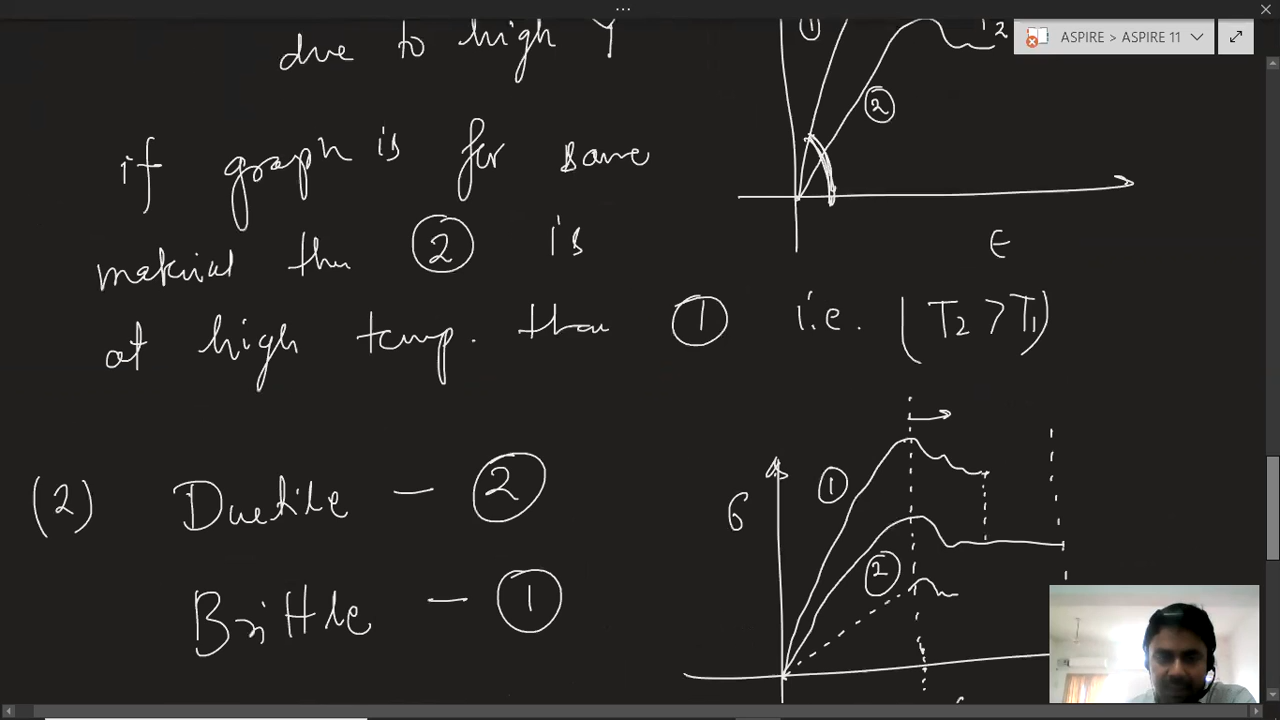 due to high Y
① T2
ASPIRE > ASPIRE 11
②
if graph is for same
material then ② is
ϵ
at high temp. than ① i.e. (T2 > T1)
(2) Ductile - ②
①
σ
②
Brittle - ①